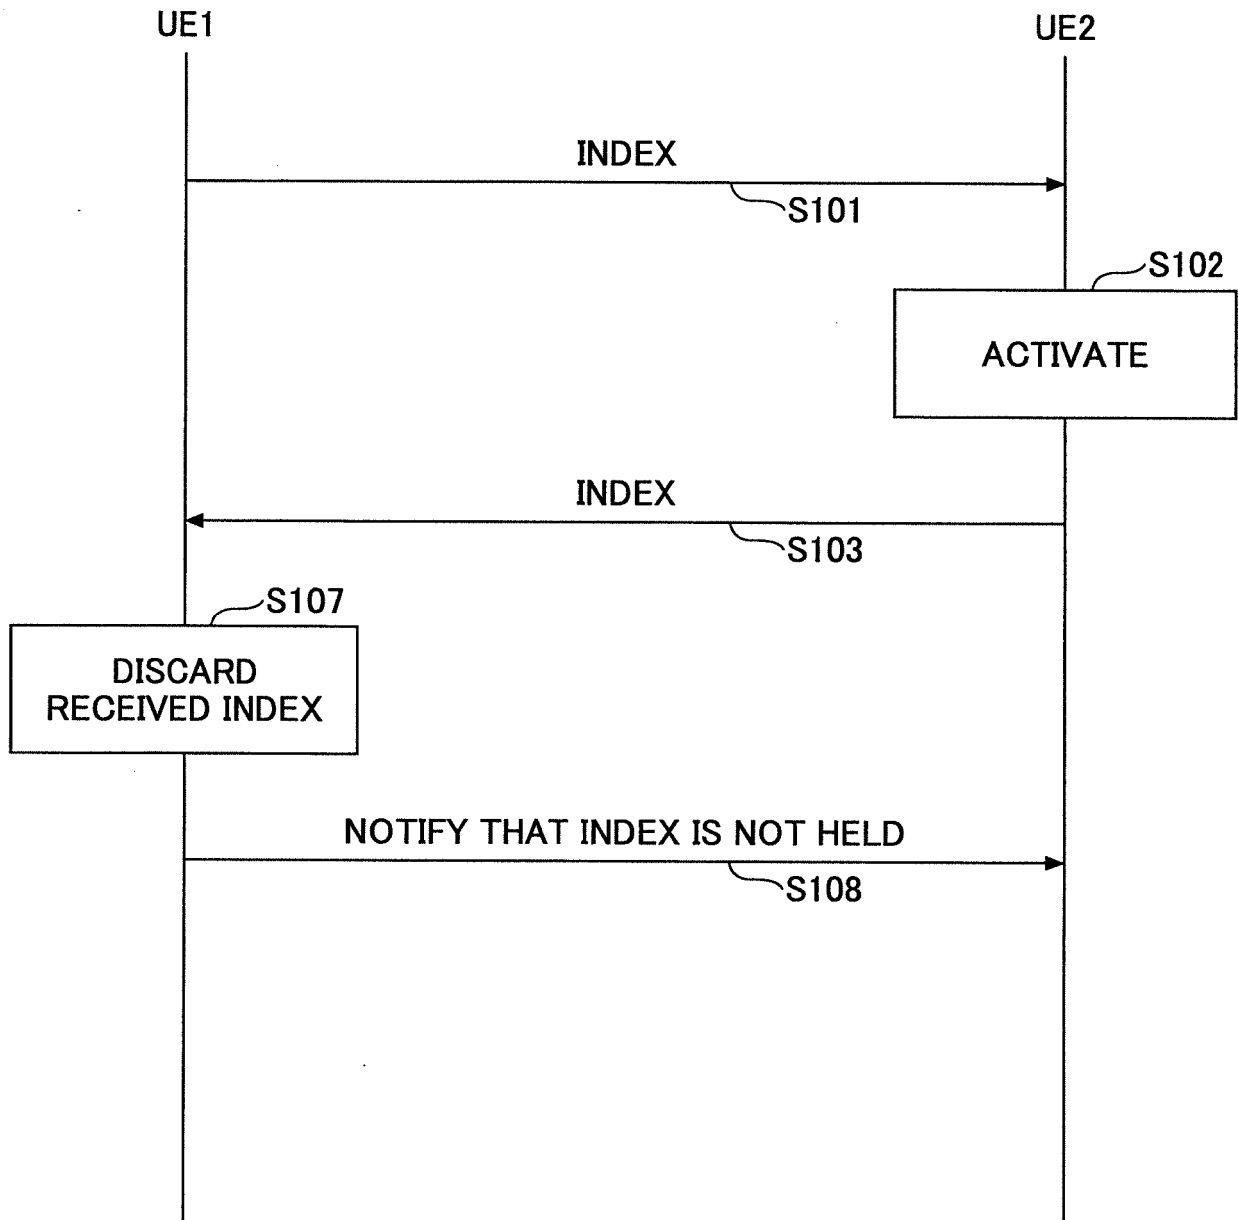 UE1
UE2
INDEX
S101
S102
ACTIVATE
INDEX
S103
S107
DISCARD
RECEIVED INDEX
NOTIFY THAT INDEX IS NOT HELD
S108